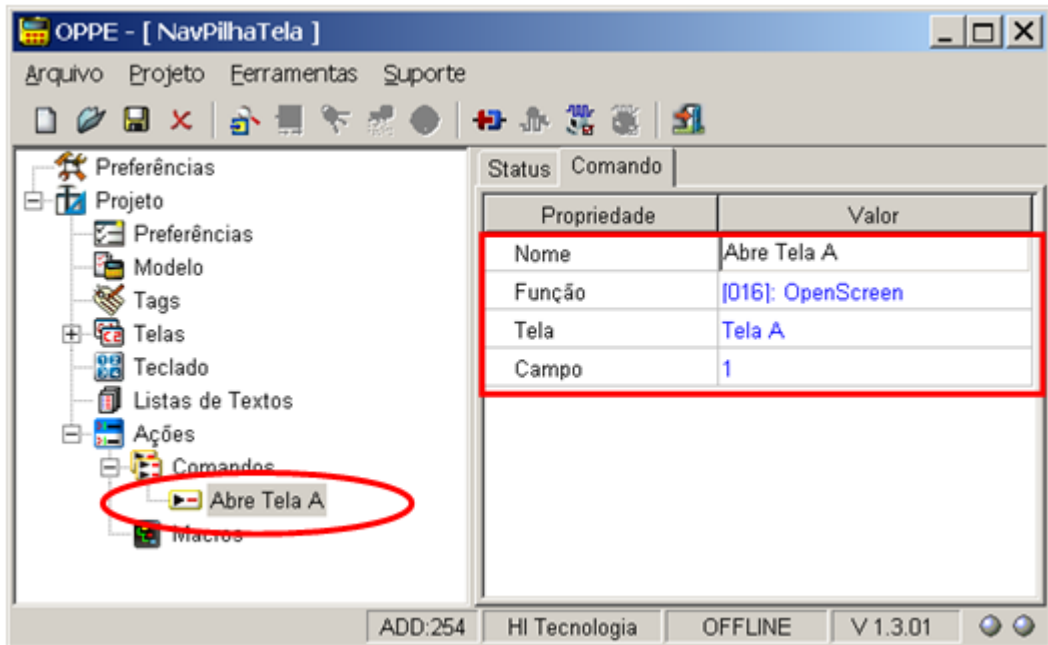 OPPE - [ NavPilhaTela ]
Arquivo Projeto Ferramentas Suporte
Preferências
Projeto
Preferências
Modelo
Tags
Telas
Teclado
Listas de Textos
Ações
Comandos
Abre Tela A
Macros
Status Comando
Propriedade Valor
Nome Abre Tela A
Função [016]: OpenScreen
Tela Tela A
Campo 1
ADD:254 HI Tecnologia OFFLINE V 1.3.01